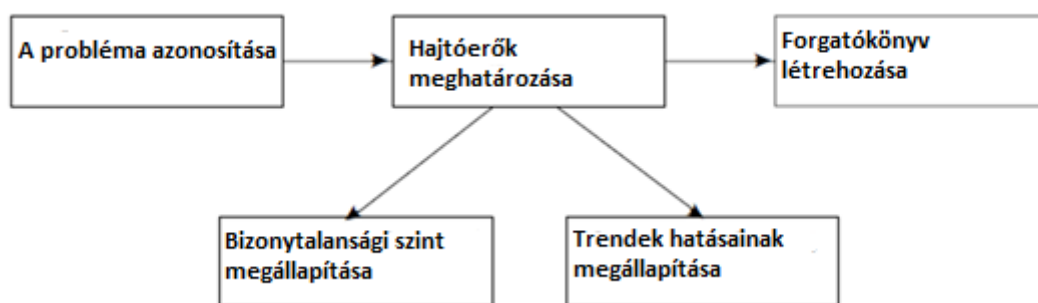 A probléma azonosítása
Hajtóerők
meghatározása
Forgatókönyv
létrehozása
Bizonytalansági szint
megállapítása
Trendek hatásainak
megállapítása